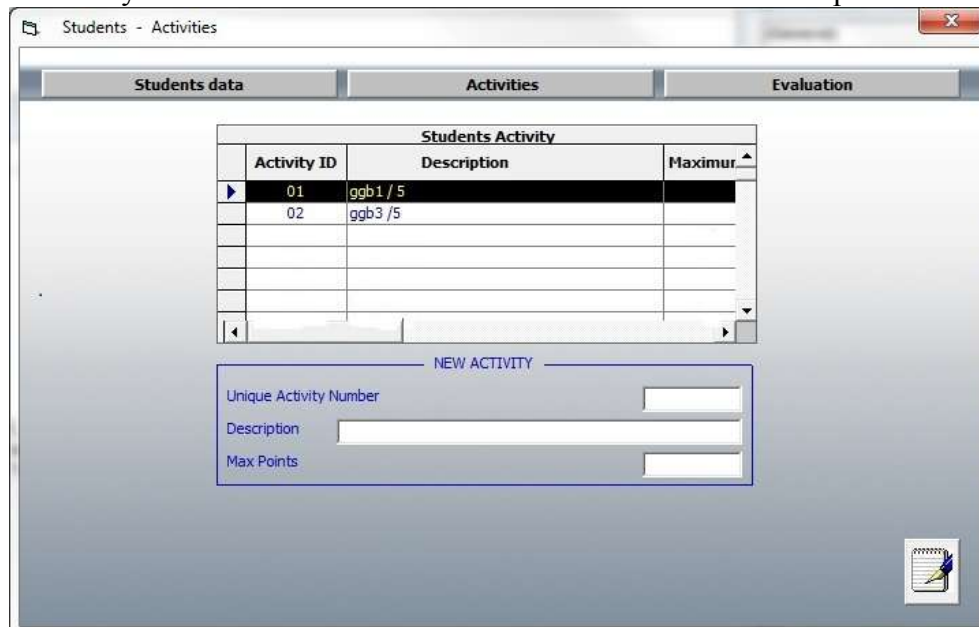 Students - Activities
Students data Activities Evaluation
Students Activity
Activity ID Description Maximum
01 ggb1 / 5
02 ggb3 /5
NEW ACTIVITY
Unique Activity Number
Description
Max Points